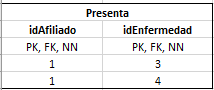 Presenta
idAfiliado idEnfermedad
PK, FK, NN PK, FK, NN
1 3
1 4